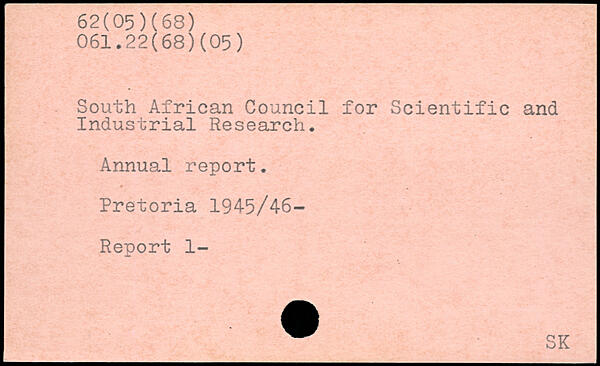 62(05)(68)
061.22(68)(05)
South African Council for Scientific and
Industrial Research.
Annual report.
Pretoria 1945/46-
Report 1-
SK